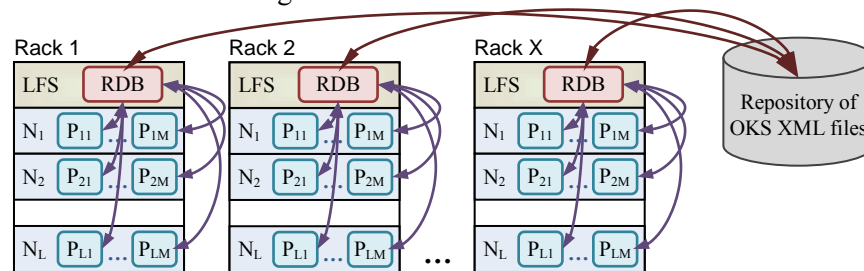 Rack 1
Rack 2
Rack X
LFS RDB
LFS RDB
LFS RDB
Repository of
OKS XML files
N₁ P₁₁ ... P₁M
N₁ P₁₁ ... P₁M
N₁ P₁₁ ... P₁M
N₂ P₂₁ ... P₂M
N₂ P₂₁ ... P₂M
N₂ P₂₁ ... P₂M
NL PL₁ ... PLM
NL PL₁ ... PLM
...
NL PL₁ ... PLM